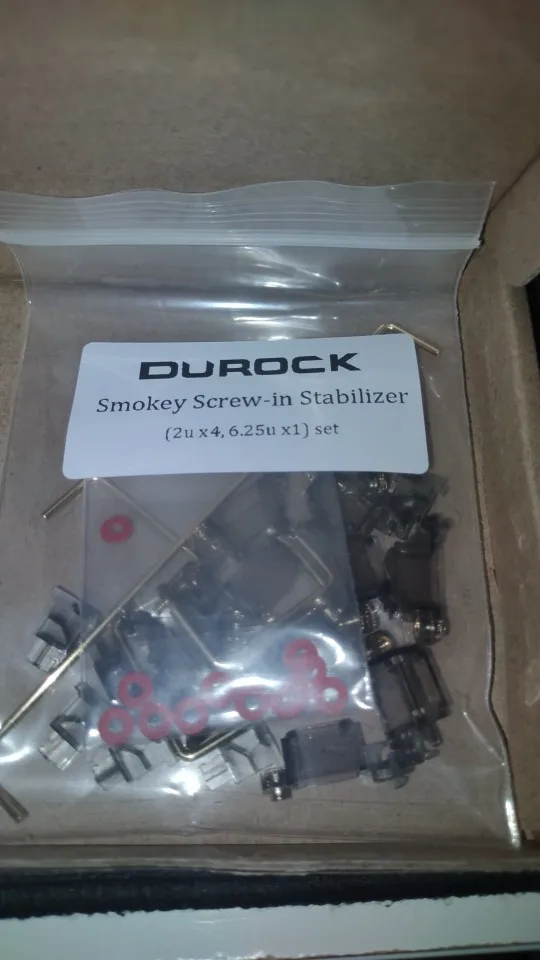 DUROCK
Smokey Screw-in Stabilizer
(2u x4, 6.25u x1) set